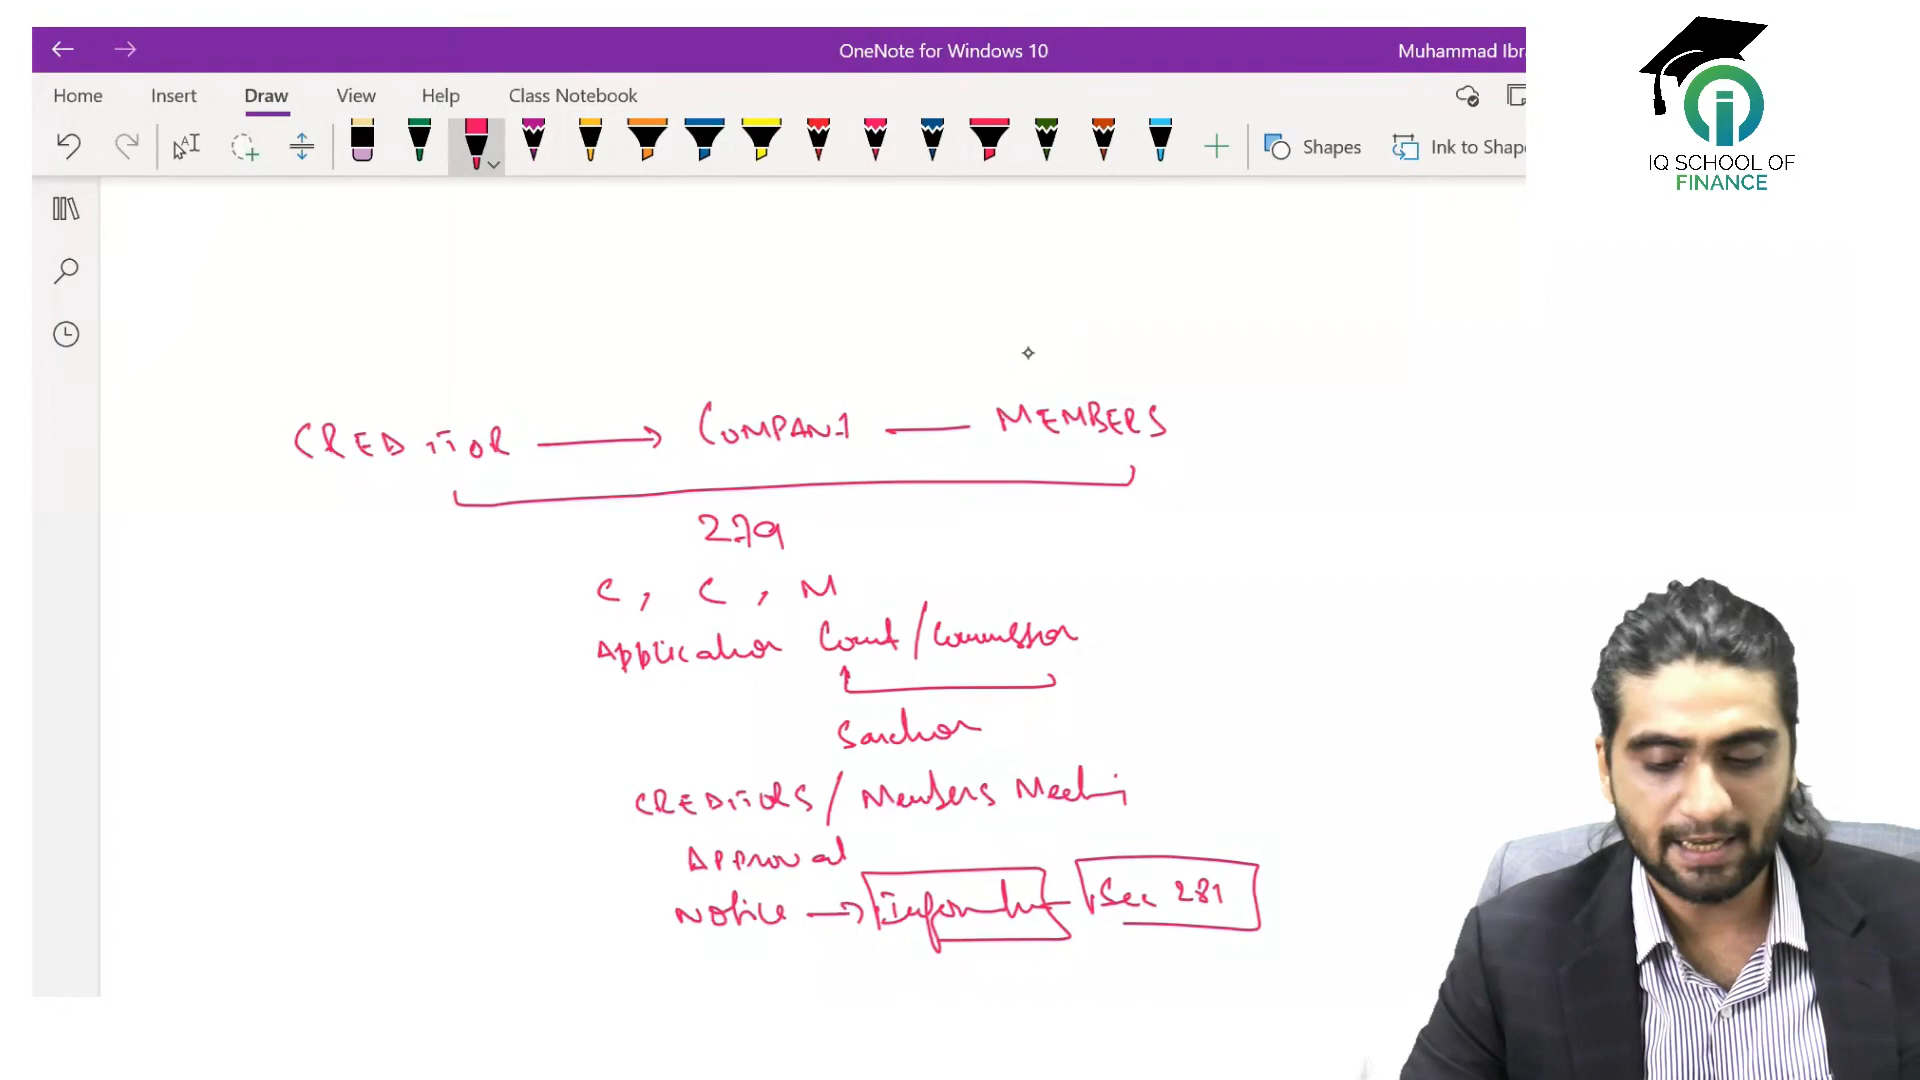 OneNote for Windows 10 Muhammad Ibr
Home Insert Draw View Help Class Notebook
Shapes Ink to Shap
IQ SCHOOL OF
FINANCE
CREDITOR → COMPANY — MEMBERS
279
C, C, M
Application Court/Commission
Sanction
CREDITORS/Members Meeting
Approval
Notice → Information Sec 281